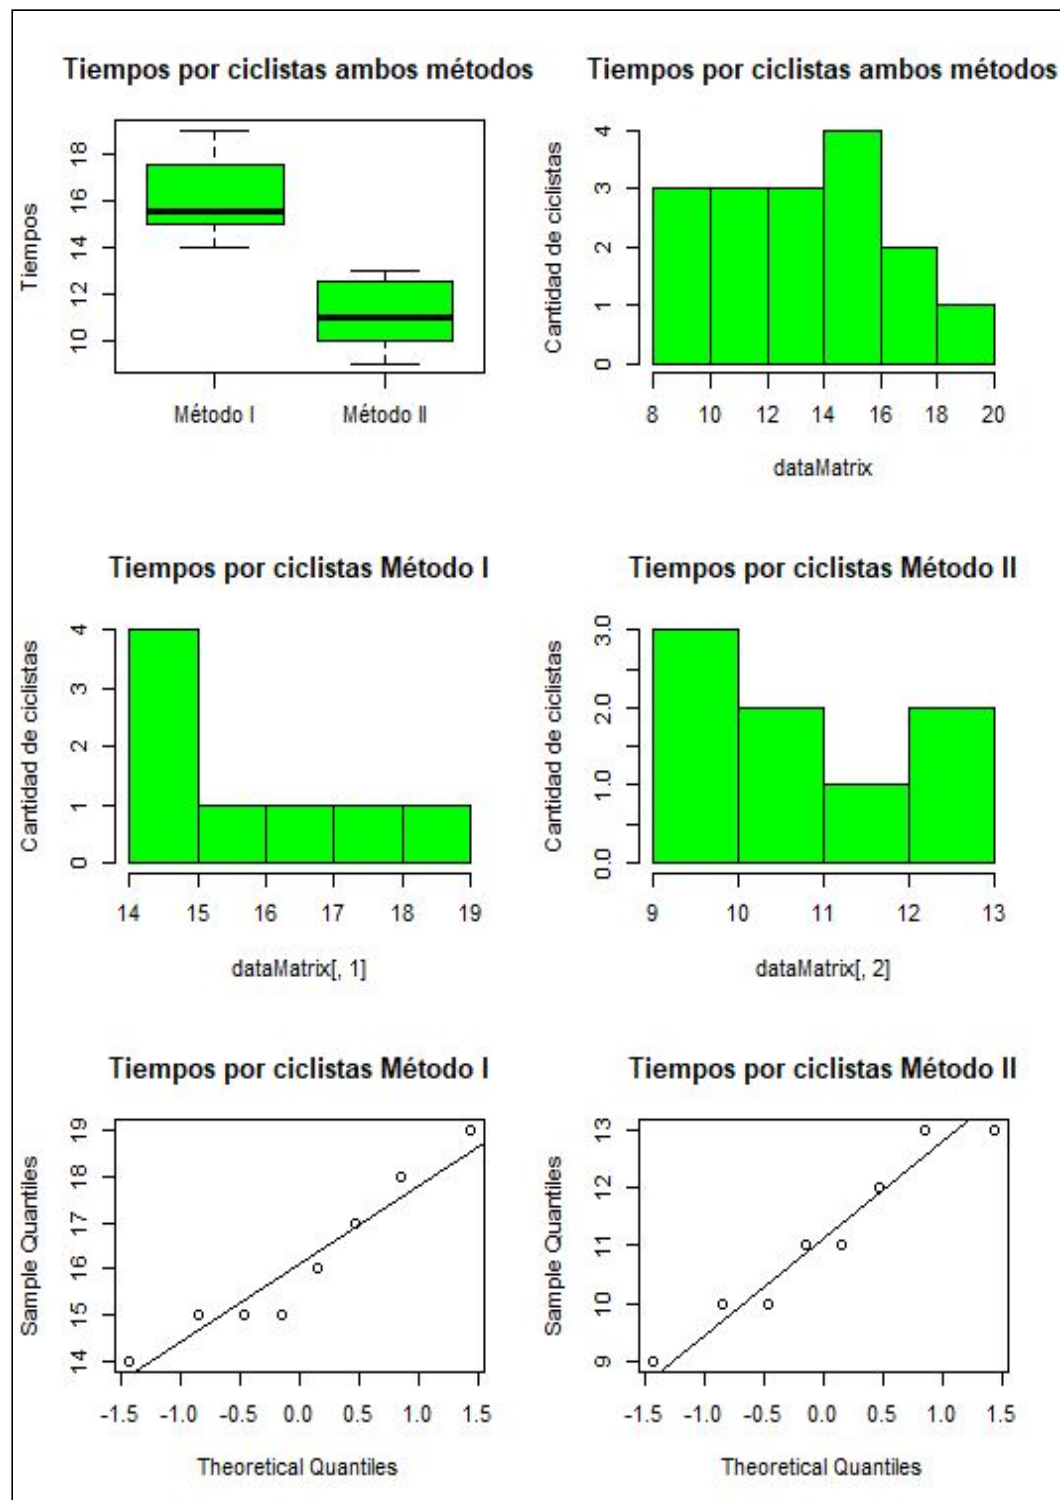 Tiempos por ciclistas ambos métodos
Tiempos
18
16
14
12
10
Método I
Método II
Tiempos por ciclistas ambos métodos
Cantidad de ciclistas
4
3
2
1
0
8 10 12 14 16 18 20
dataMatrix
Tiempos por ciclistas Método I
Cantidad de ciclistas
4
3
2
1
0
14 15 16 17 18 19
dataMatrix[, 1]
Tiempos por ciclistas Método II
Cantidad de ciclistas
3.0
2.0
1.0
0.0
9 10 11 12 13
dataMatrix[, 2]
Tiempos por ciclistas Método I
Sample Quantiles
19
18
17
16
15
14
-1.5 -1.0 -0.5 0.0 0.5 1.0 1.5
Theoretical Quantiles
Tiempos por ciclistas Método II
Sample Quantiles
13
12
11
10
9
-1.5 -1.0 -0.5 0.0 0.5 1.0 1.5
Theoretical Quantiles